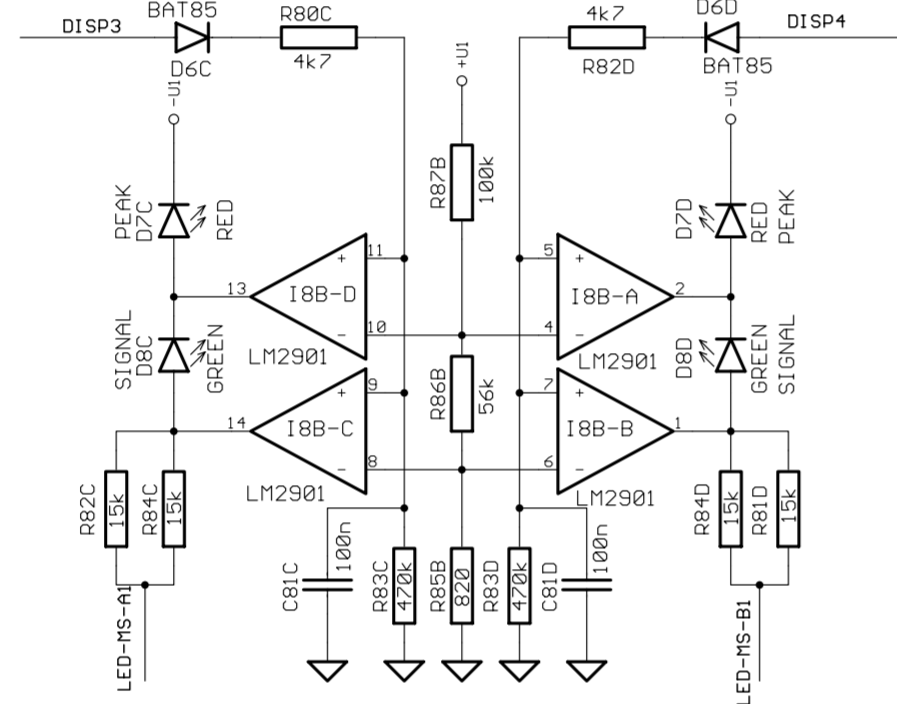 BAT85
R80C
4k7
D6D
DISP3
DISP4
D6C
4k7
+U1
R82D
BAT85
-U1
-U1
R87B
100k
PEAK
D7C
RED
D7D
RED
PEAK
11
5
+
+
13
I8B-D
I8B-A
2
10
4
-
-
SIGNAL
D8C
GREEN
LM2901
R86B
56k
LM2901
D8D
GREEN
SIGNAL
9
7
+
+
14
I8B-C
I8B-B
1
8
6
-
-
LM2901
LM2901
R82C
15k
R84C
15k
R84D
15k
R81D
15k
C81C
100n
R83C
470k
R85B
820
R83D
470k
C81D
100n
LED-MS-A1
LED-MS-B1